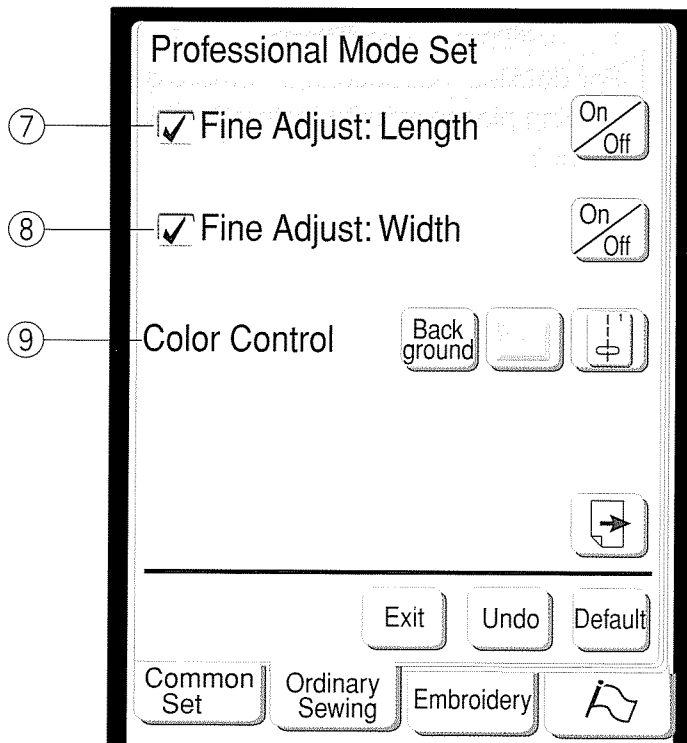 Professional Mode Set
⑦ Fine Adjust: Length On/Off
⑧ Fine Adjust: Width On/Off
⑨ Color Control Back ground 1
Exit Undo Default
Common Set Ordinary Sewing Embroidery